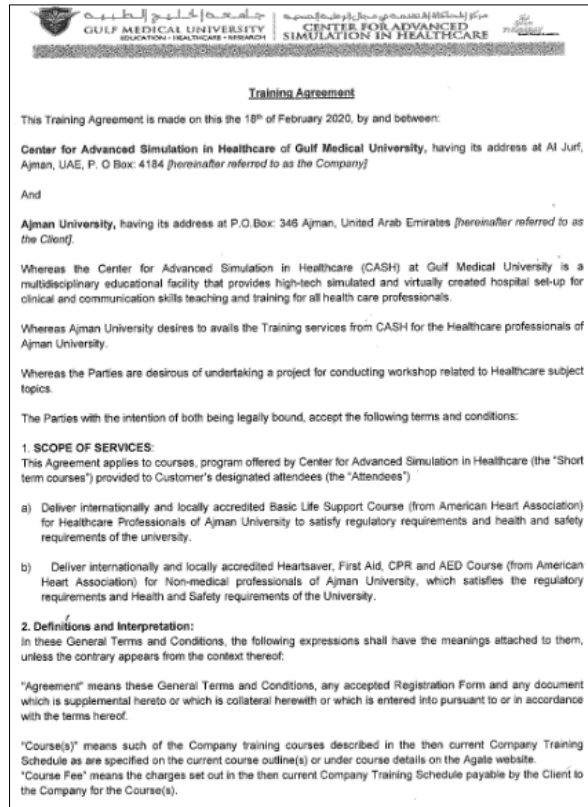 GULF MEDICAL UNIVERSITY
EDUCATION • HEALTHCARE • RESEARCH
CENTER FOR ADVANCED
SIMULATION IN HEALTHCARE
Training Agreement
This Training Agreement is made on this the 18th of February 2020, by and between:
Center for Advanced Simulation in Healthcare of Gulf Medical University, having its address at Al Jurf,
Ajman, UAE, P. O Box: 4184 [hereinafter referred to as the Company]
And
Ajman University, having its address at P.O.Box: 346 Ajman, United Arab Emirates [hereinafter referred to as
the Client].
Whereas the Center for Advanced Simulation in Healthcare (CASH) at Gulf Medical University is a
multidisciplinary educational facility that provides high-tech simulated and virtually created hospital set-up for
clinical and communication skills teaching and training for all health care professionals.
Whereas Ajman University desires to avails the Training services from CASH for the Healthcare professionals of
Ajman University.
Whereas the Parties are desirous of undertaking a project for conducting workshop related to Healthcare subject
topics.
The Parties with the intention of both being legally bound, accept the following terms and conditions:
1. SCOPE OF SERVICES:
This Agreement applies to courses, program offered by Center for Advanced Simulation in Healthcare (the "Short
term courses") provided to Customer's designated attendees (the "Attendees")
a) Deliver internationally and locally accredited Basic Life Support Course (from American Heart Association)
for Healthcare Professionals of Ajman University to satisfy regulatory requirements and health and safety
requirements of the university.
b) Deliver internationally and locally accredited Heartsaver, First Aid, CPR and AED Course (from American
Heart Association) for Non-medical professionals of Ajman University, which satisfies the regulatory
requirements and Health and Safety requirements of the University.
2. Definitions and Interpretation:
In these General Terms and Conditions, the following expressions shall have the meanings attached to them,
unless the contrary appears from the context thereof:
"Agreement" means these General Terms and Conditions, any accepted Registration Form and any document
which is supplemental hereto or which is collateral herewith or which is entered into pursuant to or in accordance
with the terms hereof.
"Course(s)" means such of the Company training courses described in the then current Company Training
Schedule as are specified on the current course outline(s) or under course details on the Agate website.
"Course Fee" means the charges set out in the then current Company Training Schedule payable by the Client to
the Company for the Course(s).